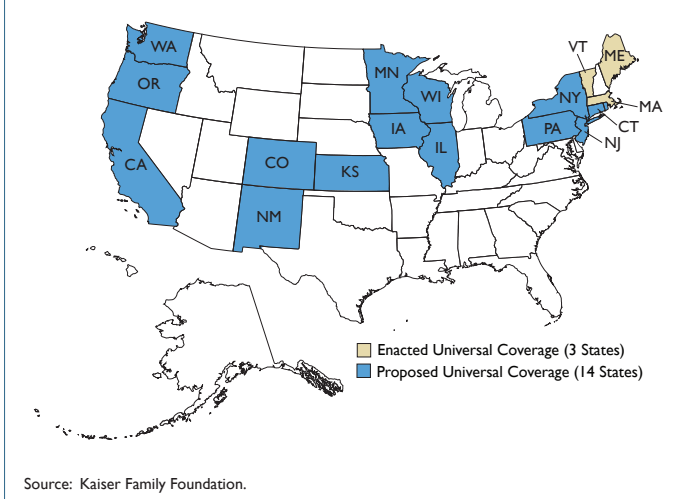 WA
OR
CA
CO
NM
KS
MN
WI
IA
IL
VT
ME
NY
MA
PA
CT
NJ
Enacted Universal Coverage (3 States)
Proposed Universal Coverage (14 States)
Source: Kaiser Family Foundation.